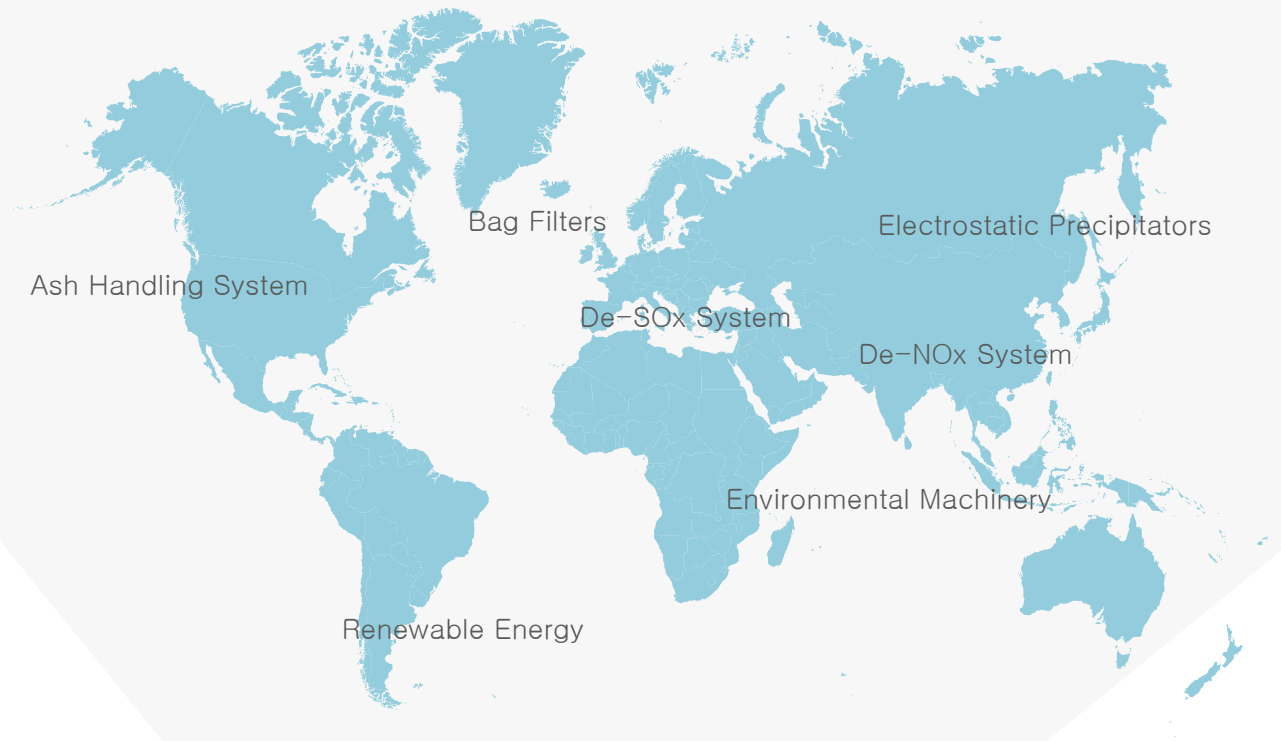 Bag Filters
Electrostatic Precipitators
Ash Handling System
De-SOx System
De-NOx System
Environmental Machinery
Renewable Energy